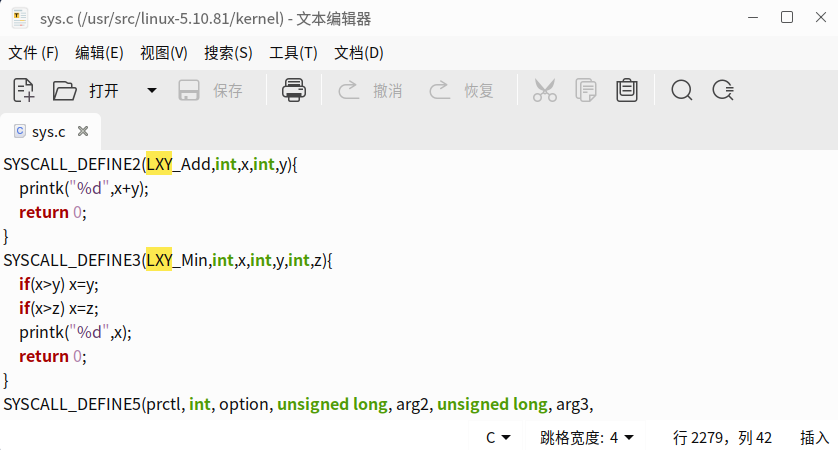 sys.c (/usr/src/linux-5.10.81/kernel) - 文本编辑器
文件 (F) 编辑(E) 视图(V) 搜索(S) 工具(T) 文档(D)
打开 保存 撤消 恢复
sys.c
SYSCALL_DEFINE2(LXY_Add,int,x,int,y){
    printk("%d",x+y);
    return 0;
}
SYSCALL_DEFINE3(LXY_Min,int,x,int,y,int,z){
    if(x>y) x=y;
    if(x>z) x=z;
    printk("%d",x);
    return 0;
}
SYSCALL_DEFINE5(prctl, int, option, unsigned long, arg2, unsigned long, arg3,
C 跳格宽度: 4 行 2279，列 42 插入